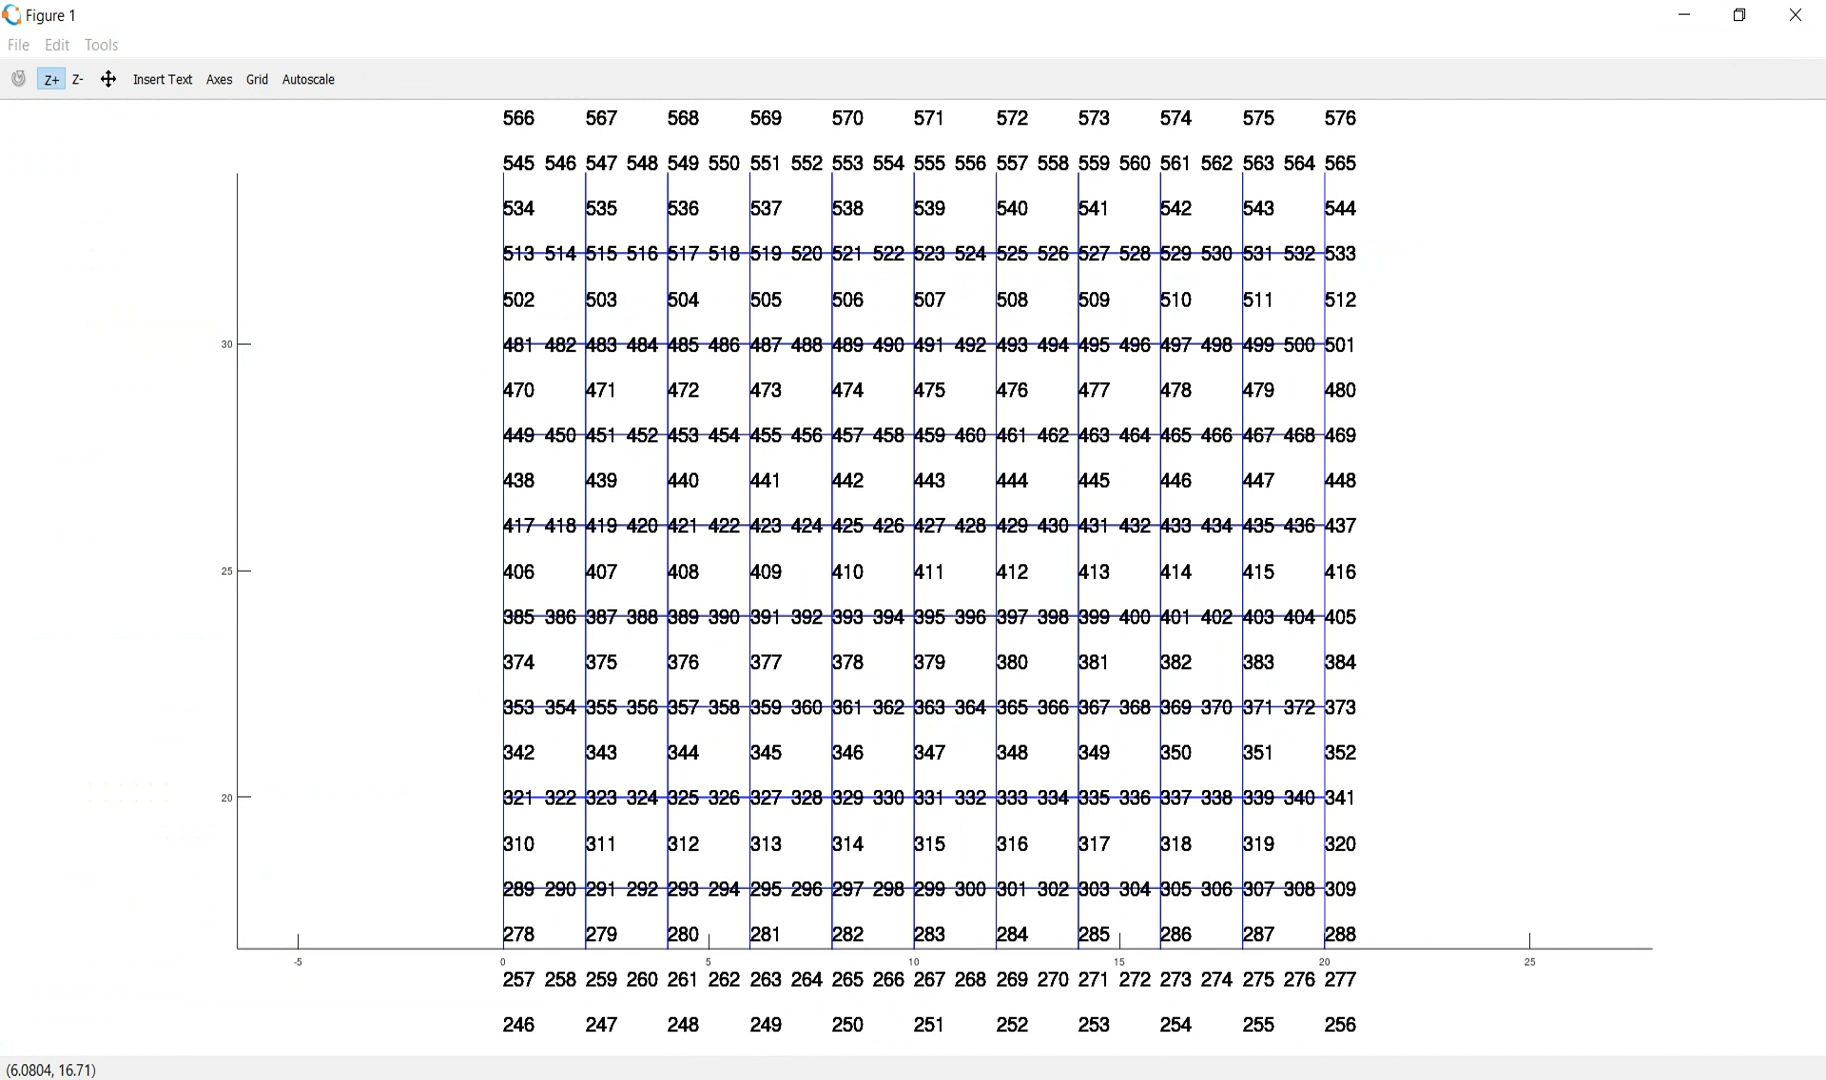 Figure 1
File Edit Tools
Z+ Z- Insert Text Axes Grid Autoscale
566 567 568 569 570 571 572 573 574 575 576
545 546 547 548 549 550 551 552 553 554 555 556 557 558 559 560 561 562 563 564 565
534 535 536 537 538 539 540 541 542 543 544
513 514 515 516 517 518 519 520 521 522 523 524 525 526 527 528 529 530 531 532 533
502 503 504 505 506 507 508 509 510 511 512
30 481 482 483 484 485 486 487 488 489 490 491 492 493 494 495 496 497 498 499 500 501
470 471 472 473 474 475 476 477 478 479 480
449 450 451 452 453 454 455 456 457 458 459 460 461 462 463 464 465 466 467 468 469
438 439 440 441 442 443 444 445 446 447 448
417 418 419 420 421 422 423 424 425 426 427 428 429 430 431 432 433 434 435 436 437
25 406 407 408 409 410 411 412 413 414 415 416
385 386 387 388 389 390 391 392 393 394 395 396 397 398 399 400 401 402 403 404 405
374 375 376 377 378 379 380 381 382 383 384
353 354 355 356 357 358 359 360 361 362 363 364 365 366 367 368 369 370 371 372 373
342 343 344 345 346 347 348 349 350 351 352
20 321 322 323 324 325 326 327 328 329 330 331 332 333 334 335 336 337 338 339 340 341
310 311 312 313 314 315 316 317 318 319 320
289 290 291 292 293 294 295 296 297 298 299 300 301 302 303 304 305 306 307 308 309
278 279 280 281 282 283 284 285 286 287 288
-5 0 5 10 15 20 25
257 258 259 260 261 262 263 264 265 266 267 268 269 270 271 272 273 274 275 276 277
246 247 248 249 250 251 252 253 254 255 256
(6.0804, 16.71)